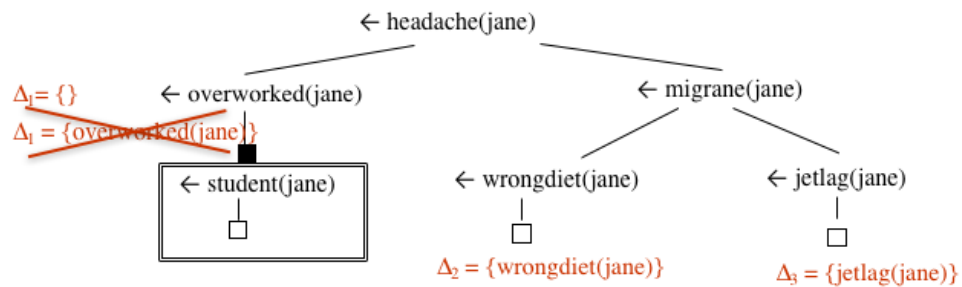 ← headache(jane)
Δ₁= {}
← overworked(jane)
← migrane(jane)
Δ₁ = {overworked(jane)}
← student(jane)
← wrongdiet(jane)
← jetlag(jane)
Δ₂ = {wrongdiet(jane)}
Δ₃ = {jetlag(jane)}